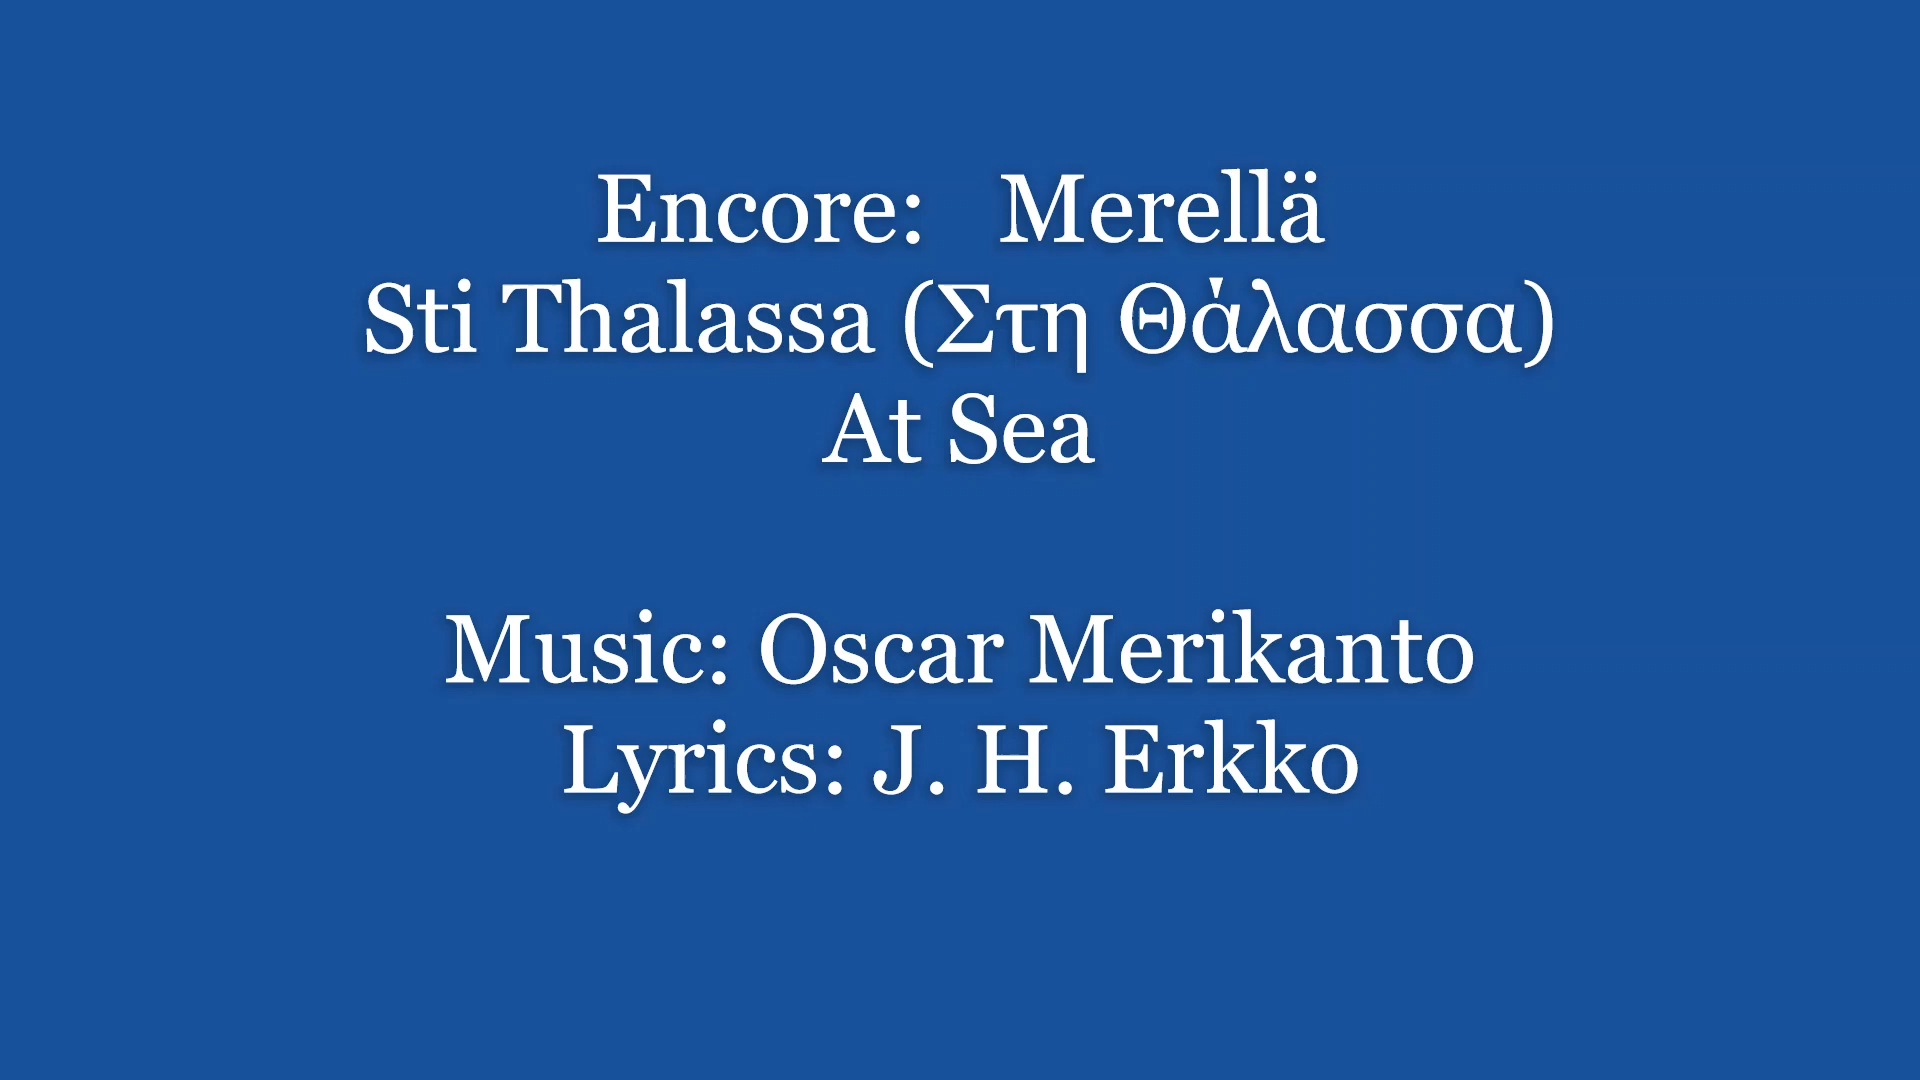 Encore: Merellä
Sti Thalassa (Στη Θάλασσα)
At Sea
Music: Oscar Merikanto
Lyrics: J. H. Erkko